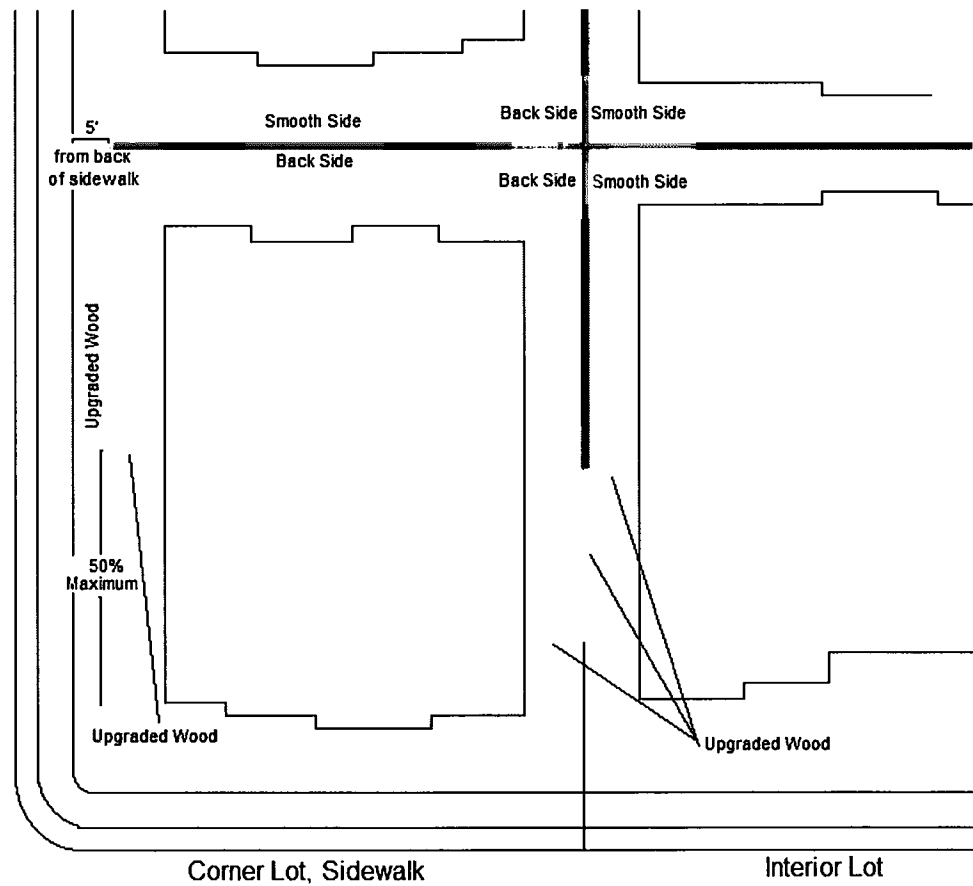 Smooth Side
Back Side
Back Side
Smooth Side
5'
from back
of sidewalk
Back Side
Smooth Side
Upgraded Wood
50%
Maximum
Upgraded Wood
Upgraded Wood
Corner Lot, Sidewalk
Interior Lot